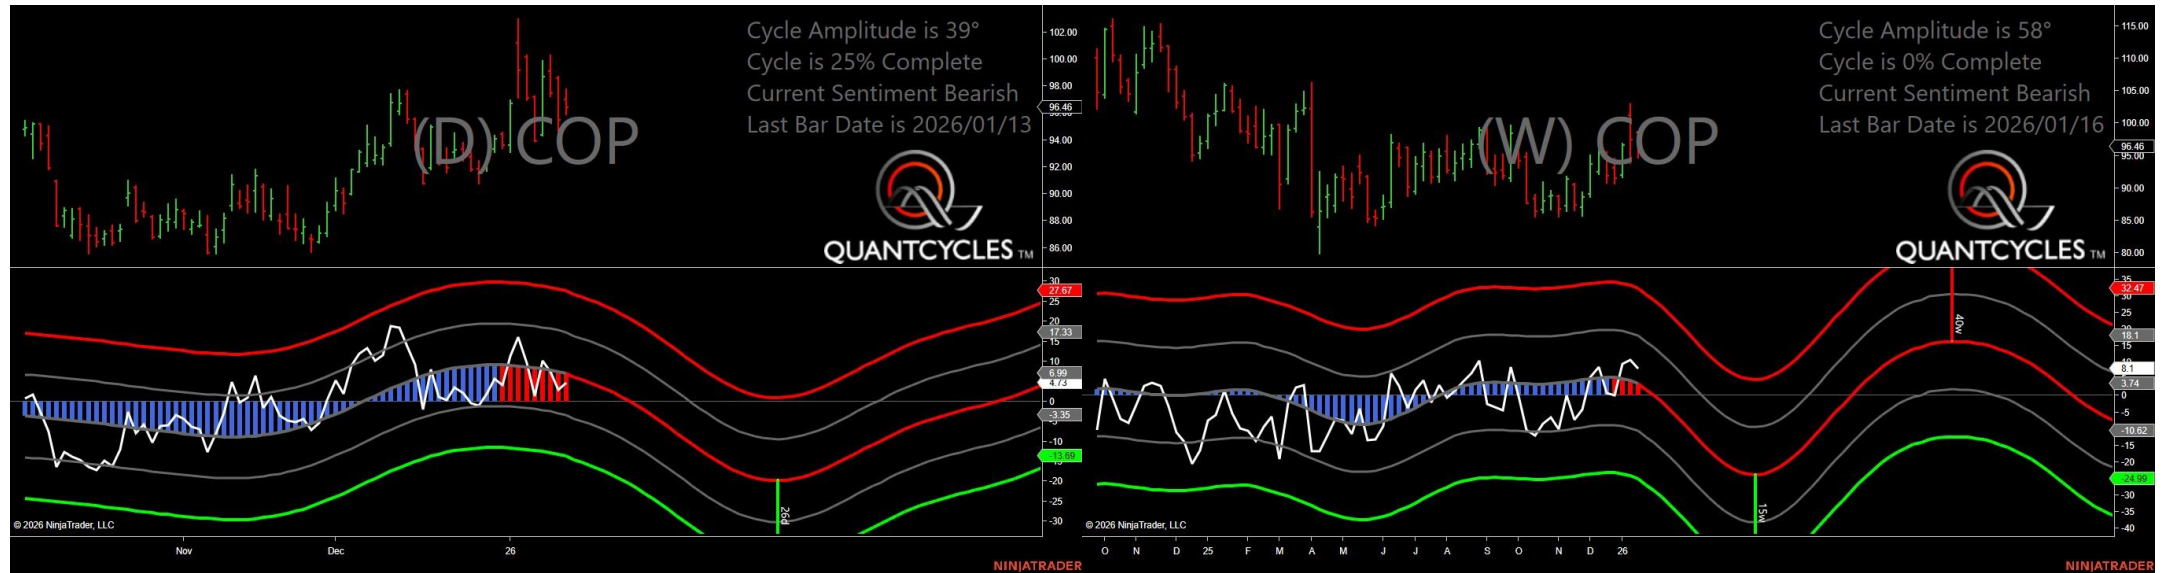 Cycle Amplitude is 39°
Cycle is 25% Complete
Current Sentiment Bearish
Last Bar Date is 2026/01/13
(D) COP
QUANTCYCLES TM
102.00
100.00
98.00
96.46
94.00
92.00
90.00
88.00
86.00
30
27.67
25
20
17.33
15
10
6.99
4.73
0
-3.35
-10
-13.69
-20
-25
-30
26d
© 2026 NinjaTrader, LLC
Nov Dec 26
NINJATRADER
Cycle Amplitude is 58°
Cycle is 0% Complete
Current Sentiment Bearish
Last Bar Date is 2026/01/16
(W) COP
QUANTCYCLES TM
115.00
110.00
105.00
100.00
96.46
95.00
90.00
85.00
80.00
35
32.47
30
25
18.1
15
8.1
3.74
0
-5
-10.62
-15
-20
-24.99
-30
-35
-40
40w
15w
© 2026 NinjaTrader, LLC
O N D 25 F M A M J J A S O N D 26
NINJATRADER